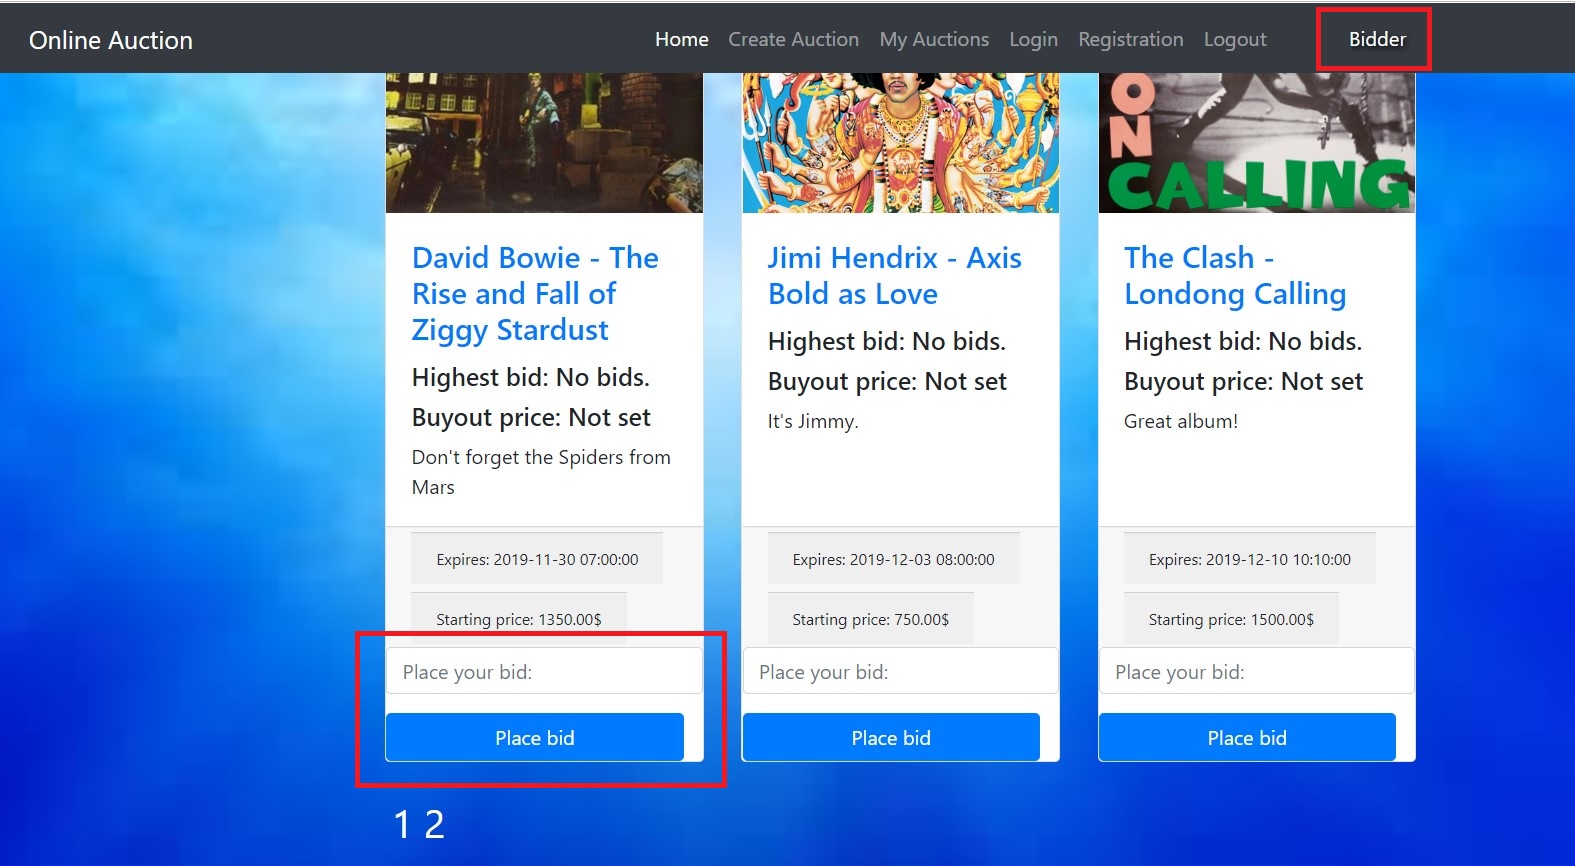 Online Auction
Home Create Auction My Auctions Login Registration Logout Bidder
ON
CALLING
David Bowie - The
Rise and Fall of
Ziggy Stardust
Highest bid: No bids.
Buyout price: Not set
Don't forget the Spiders from
Mars
Expires: 2019-11-30 07:00:00
Starting price: 1350.00$
Place your bid:
Place bid
Jimi Hendrix - Axis
Bold as Love
Highest bid: No bids.
Buyout price: Not set
It's Jimmy.
Expires: 2019-12-03 08:00:00
Starting price: 750.00$
Place your bid:
Place bid
The Clash -
Londong Calling
Highest bid: No bids.
Buyout price: Not set
Great album!
Expires: 2019-12-10 10:10:00
Starting price: 1500.00$
Place your bid:
Place bid
1 2